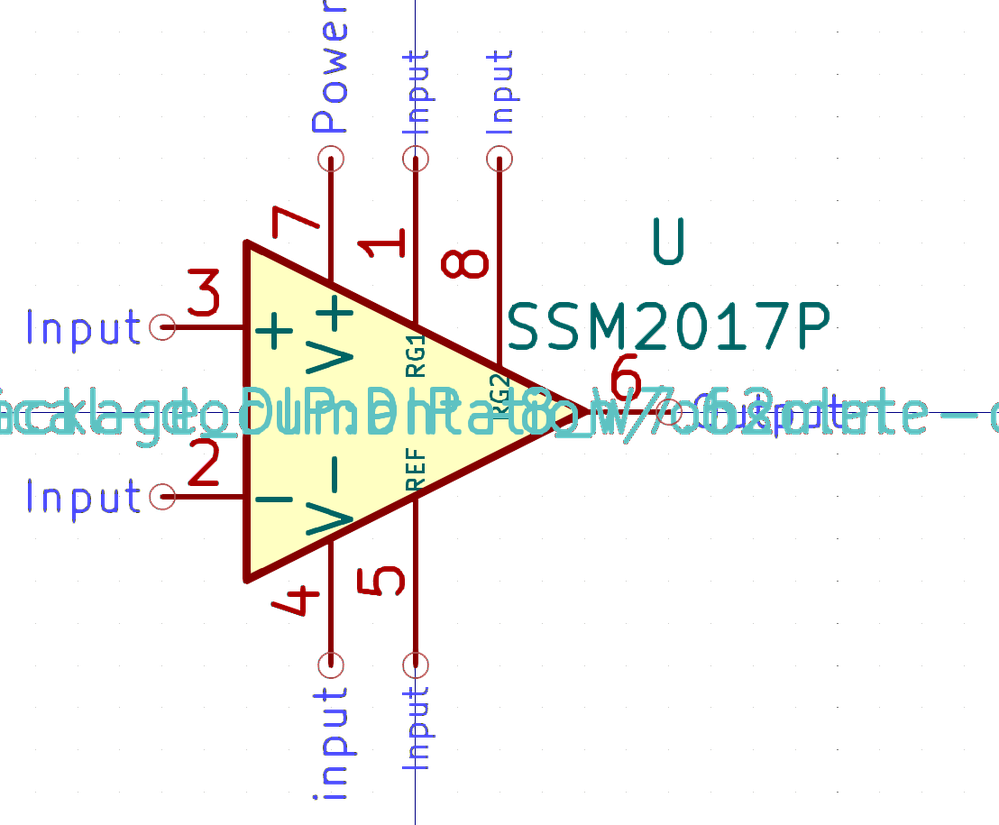 Power
Input
Input
7
1
8
U
SSM2017P
3
Input
+
V+
RG1
RG2
6
Output
2
Input
-
V-
REF
4
5
input
Input